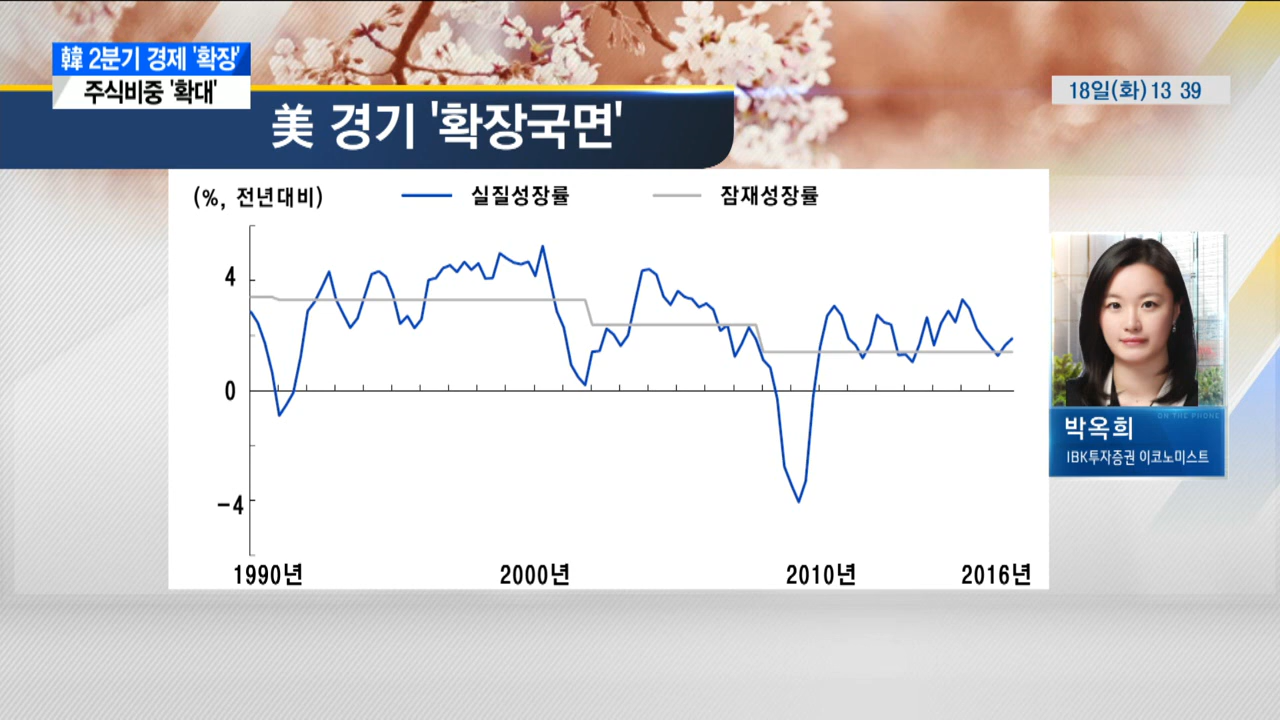 韓 2분기 경제 '확장'
주식비중 '확대'
18일(화) 13 39
美 경기 '확장국면'
(%, 전년대비)
실질성장률
잠재성장률
4
0
-4
1990년
2000년
2010년
2016년
ON THE PHONE
박옥희
IBK투자증권 이코노미스트